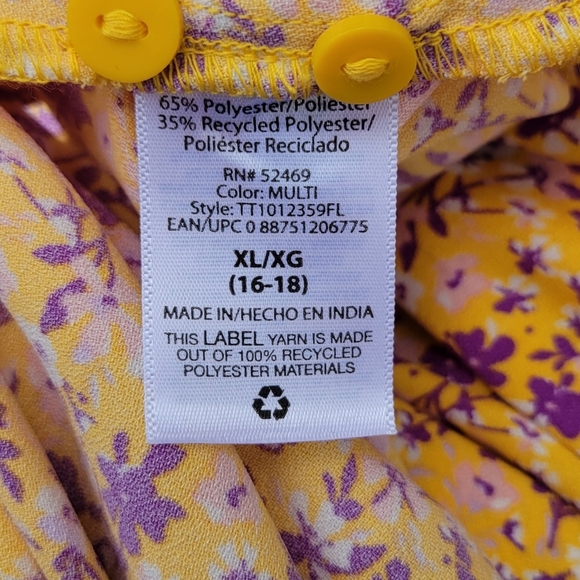 65% Polyester/Poliéster
35% Recycled Polyester/
Poliéster Reciclado
RN# 52469
Color: MULTI
Style: TT1012359FL
EAN/UPC 0 88751206775
XL/XG
(16-18)
MADE IN/HECHO EN INDIA
THIS LABEL YARN IS MADE
OUT OF 100% RECYCLED
POLYESTER MATERIALS